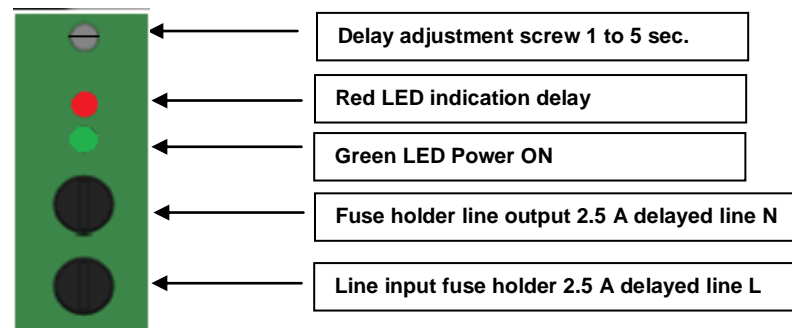 Delay adjustment screw 1 to 5 sec.
Red LED indication delay
Green LED Power ON
Fuse holder line output 2.5 A delayed line N
Line input fuse holder 2.5 A delayed line L